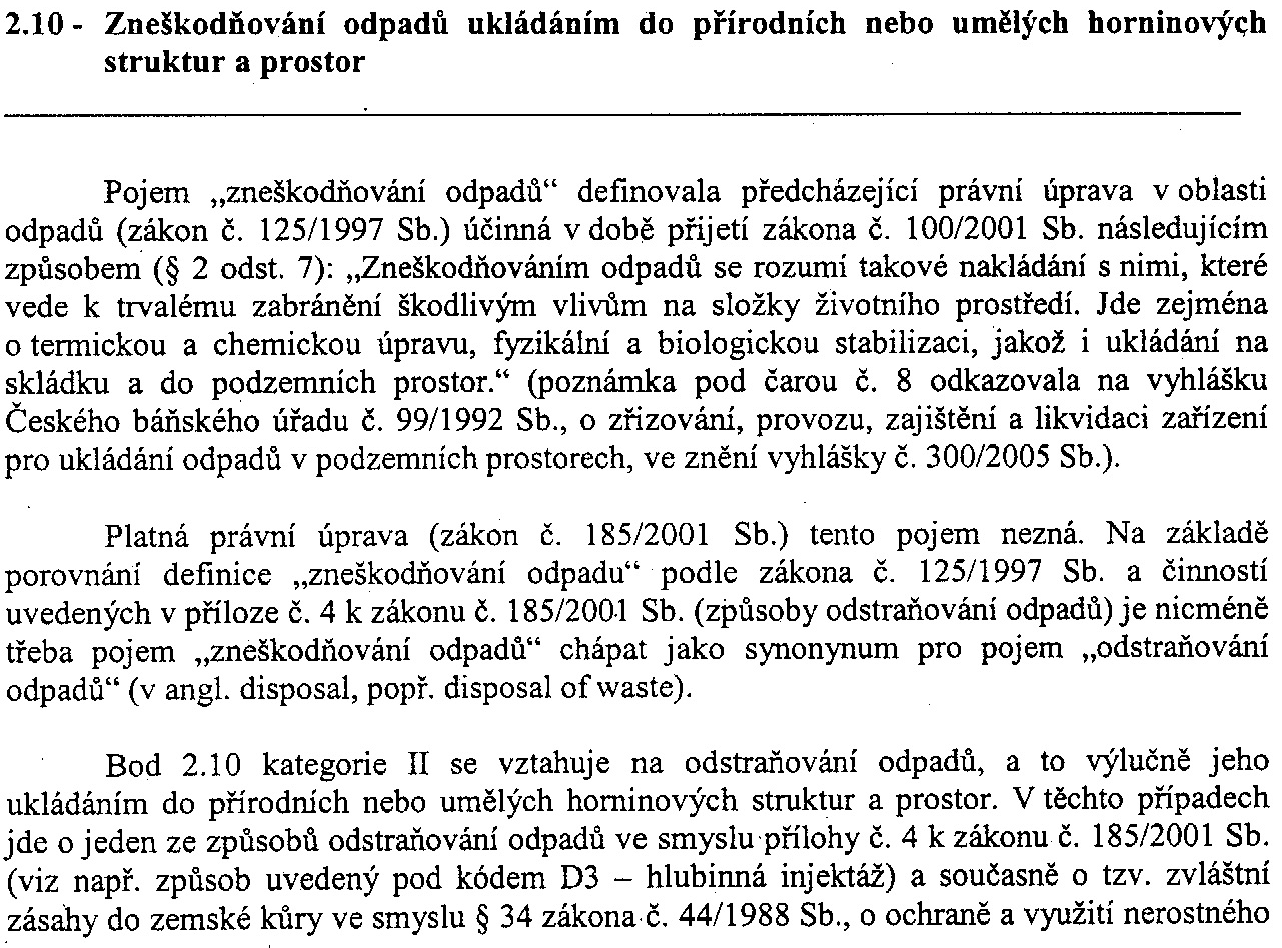 2.10 - Zneškodňování odpadů ukládáním do přírodních nebo umělých horninových
struktur a prostor
Pojem „zneškodňování odpadů“ definovala předcházející právní úprava v oblasti
odpadů (zákon č. 125/1997 Sb.) účinná v době přijetí zákona č. 100/2001 Sb. následujícím
způsobem (§ 2 odst. 7): „Zneškodňováním odpadů se rozumí takové nakládání s nimi, které
vede k trvalému zabránění škodlivým vlivům na složky životního prostředí. Jde zejména
o termickou a chemickou úpravu, fyzikální a biologickou stabilizaci, jakož i ukládání na
skládku a do podzemních prostor.“ (poznámka pod čarou č. 8 odkazovala na vyhlášku
Českého báňského úřadu č. 99/1992 Sb., o zřizování, provozu, zajištění a likvidaci zařízení
pro ukládání odpadů v podzemních prostorech, ve znění vyhlášky č. 300/2005 Sb.).
Platná právní úprava (zákon č. 185/2001 Sb.) tento pojem nezná. Na základě
porovnání definice „zneškodňování odpadu“ podle zákona č. 125/1997 Sb. a činností
uvedených v příloze č. 4 k zákonu č. 185/2001 Sb. (způsoby odstraňování odpadů) je nicméně
třeba pojem „zneškodňování odpadů“ chápat jako synonynum pro pojem „odstraňování
odpadů“ (v angl. disposal, popř. disposal of waste).
Bod 2.10 kategorie II se vztahuje na odstraňování odpadů, a to výlučně jeho
ukládáním do přírodních nebo umělých horninových struktur a prostor. V těchto případech
jde o jeden ze způsobů odstraňování odpadů ve smyslu přílohy č. 4 k zákonu č. 185/2001 Sb.
(viz např. způsob uvedený pod kódem D3 – hlubinná injektáž) a současně o tzv. zvláštní
zásahy do zemské kůry ve smyslu § 34 zákona č. 44/1988 Sb., o ochraně a využití nerostného